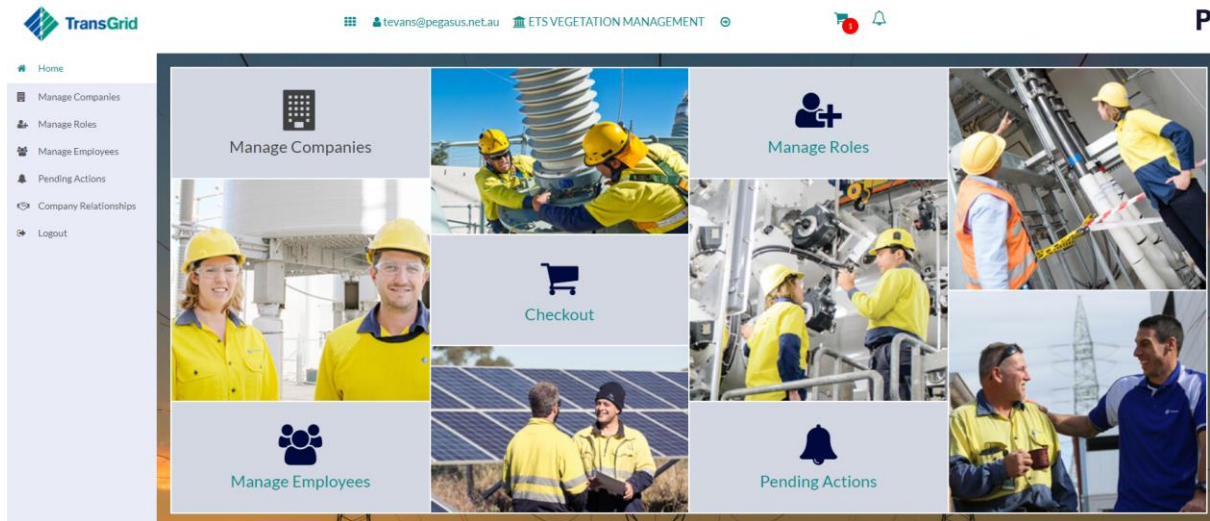 TransGrid
tevans@pegasus.net.au ETS VEGETATION MANAGEMENT
1
P
Home
Manage Companies
Manage Roles
Manage Employees
Pending Actions
Company Relationships
Logout
Manage Companies
Manage Roles
Checkout
Manage Employees
Pending Actions